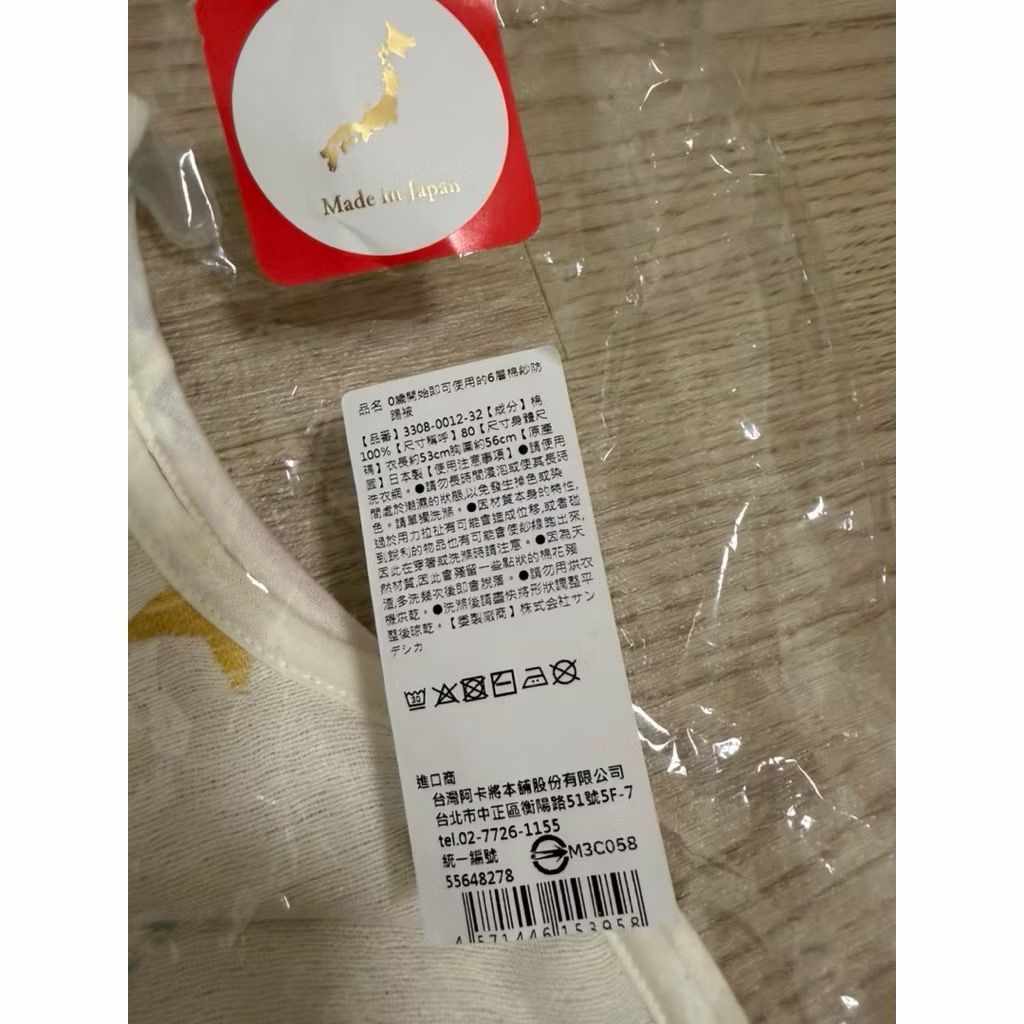 Made in Japan
品名 0歲開始即可使用的6層棉紗防
踢被
【品番】3308-0012-32【成分】棉
100%【尺寸稱呼】80【尺寸身體尺
碼】衣長約53cm胸圍約56cm【原產
國】日本製【使用注意事項】●請使用
洗衣網。●請勿長時間浸泡或使其長時
間處於潮濕的狀態,以免發生掉色或染
色。請單獨洗滌。●因材質本身的特性,
過於用力拉扯有可能會造成位移,或者碰
到銳利的物品也有可能會使紗線跑出來,
因此在穿著或洗滌時請注意。●因為天
然材質,因此會殘留一些點狀的棉花殘
渣,多洗幾次後即會脫落。●請勿用烘衣
機烘乾。●洗滌後請盡快將形狀調整平
整後晾乾。【委製廠商】株式会社サン
デシカ
30
進口商
台灣阿卡將本舖股份有限公司
台北市中正區衡陽路51號5F-7
tel.02-7726-1155
統一編號 M3C058
55648278
4 571446 153958